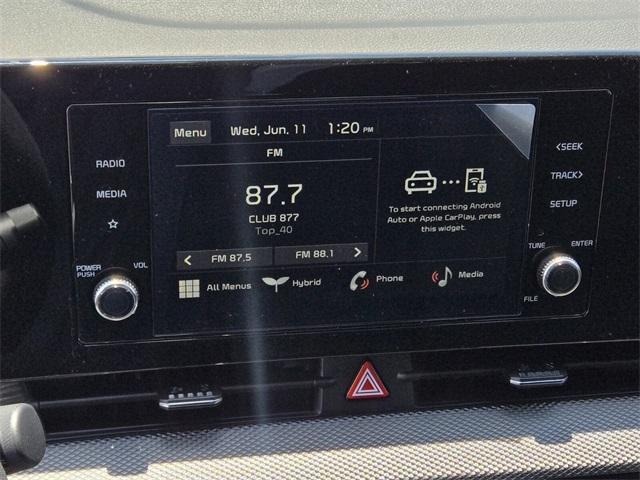 Menu Wed, Jun. 11 1:20 PM
FM
87.7
CLUB 877
Top_40
< FM 87.5 FM 88.1 >
To start connecting Android
Auto or Apple CarPlay, press
this widget.
All Menus Hybrid Phone Media
RADIO
MEDIA
POWER
PUSH
VOL
<SEEK
TRACK>
SETUP
TUNE
ENTER
FILE